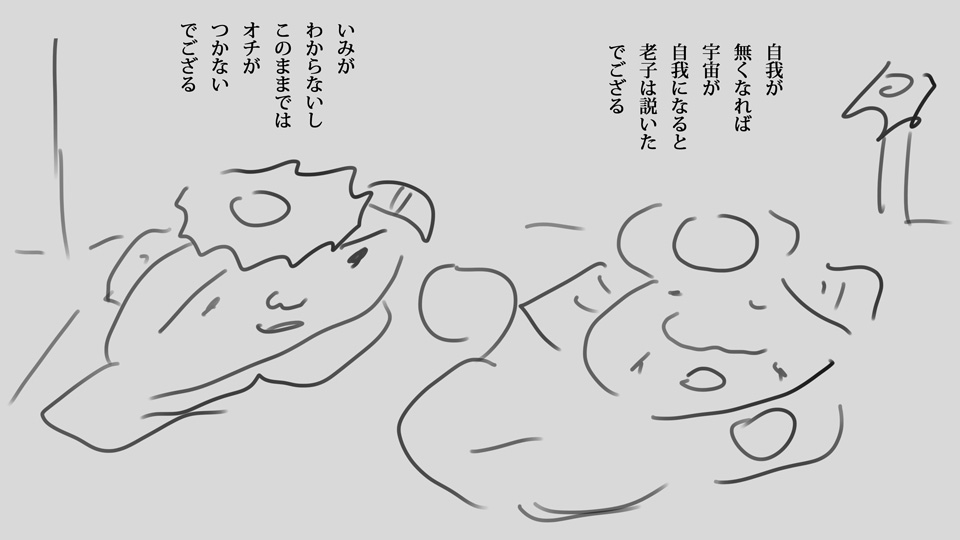 自我が
無くなれば
宇宙が
自我になると
老子は説いた
でござる
いみが
わからないし
このままでは
オチが
つかない
でござる